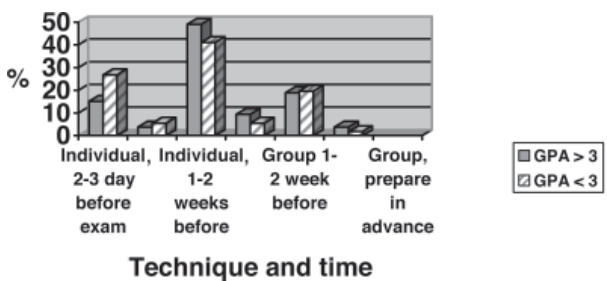 50
40
30
20
10
0
%
Individual, 2-3 day before exam
Individual, 1-2 weeks before
Group 1-2 week before
Group, prepare in advance
GPA > 3
GPA < 3
Technique and time